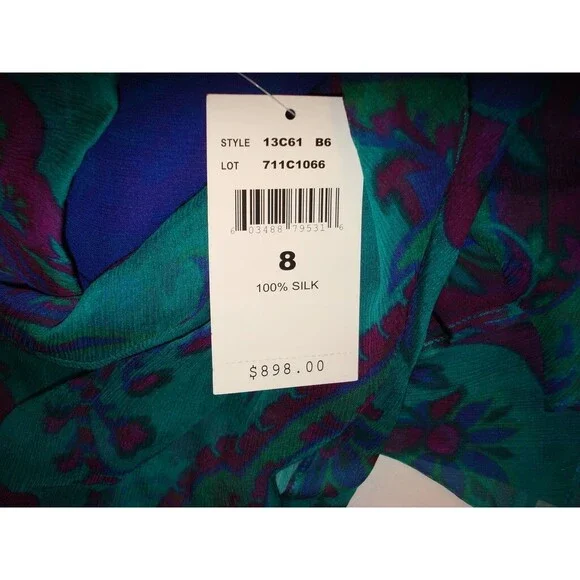 STYLE 13C61 B6
LOT 711C1066
6 03488 79531 6
8
100% SILK
$898.00